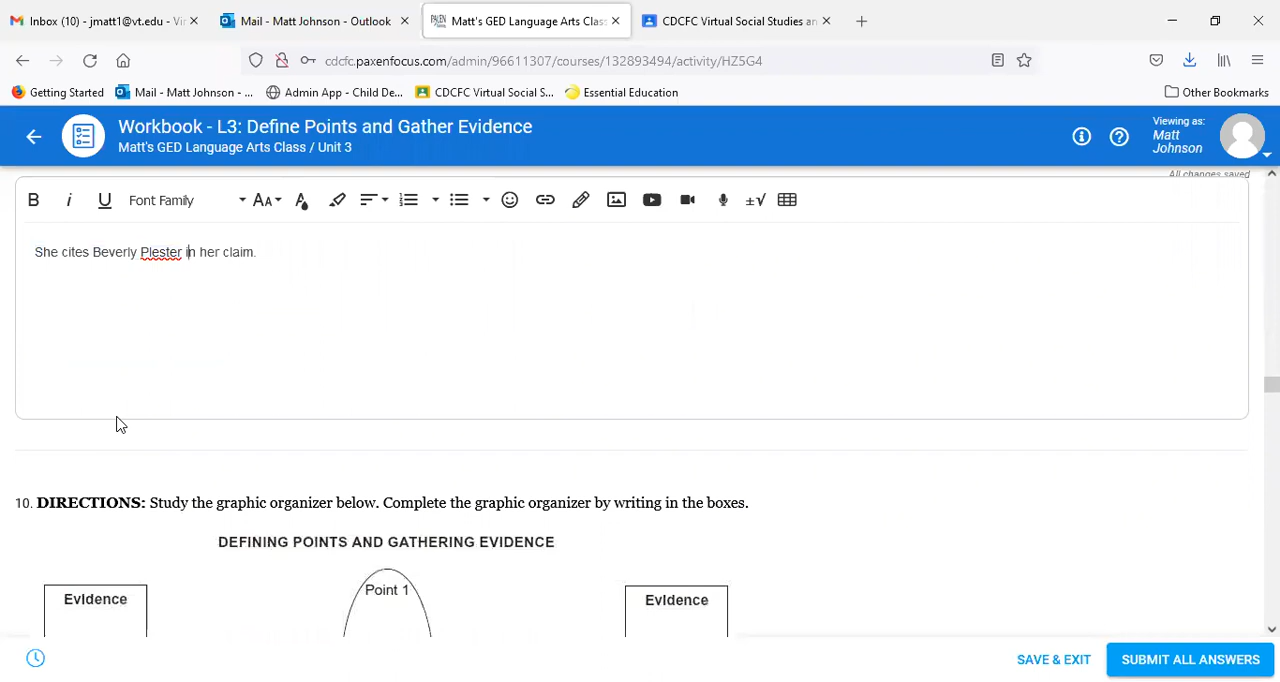 Inbox (10) - jmatt1@vt.edu - Vir
Mail - Matt Johnson - Outlook
PAXEN
Matt's GED Language Arts Clas
CDCFC Virtual Social Studies an
cdcfc.paxenfocus.com/admin/96611307/courses/132893494/activity/HZ5G4
Getting Started
Mail - Matt Johnson - ...
Admin App - Child De...
CDCFC Virtual Social S...
Essential Education
Other Bookmarks
Workbook - L3: Define Points and Gather Evidence
Matt's GED Language Arts Class / Unit 3
Viewing as:
Matt
Johnson
All changes saved
B i U Font Family AA A
She cites Beverly Plester in her claim.
10. DIRECTIONS: Study the graphic organizer below. Complete the graphic organizer by writing in the boxes.
DEFINING POINTS AND GATHERING EVIDENCE
Evidence
Point 1
Evidence
SAVE & EXIT
SUBMIT ALL ANSWERS